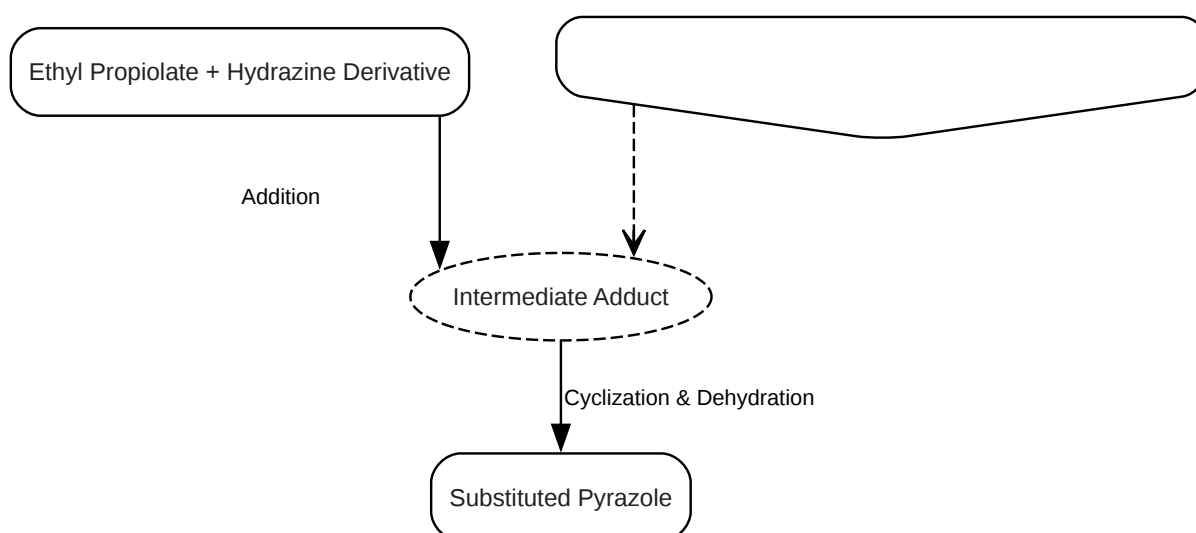 Ethyl Propiolate + Hydrazine Derivative
Addition
Intermediate Adduct
Cyclization & Dehydration
Substituted Pyrazole